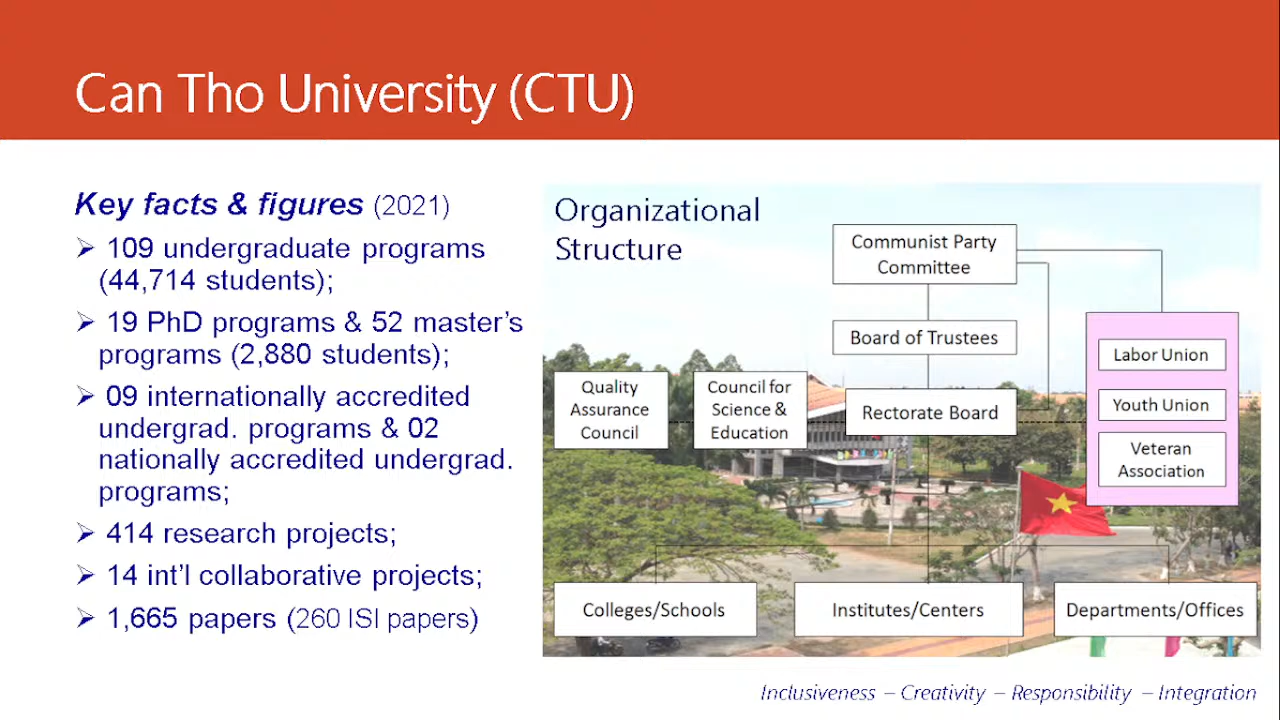 Can Tho University (CTU)
Key facts & figures (2021)
➢ 109 undergraduate programs
(44,714 students);
➢ 19 PhD programs & 52 master's
programs (2,880 students);
➢ 09 internationally accredited
undergrad. programs & 02
nationally accredited undergrad.
programs;
➢ 414 research projects;
➢ 14 int'l collaborative projects;
➢ 1,665 papers (260 ISI papers)
Organizational
Structure
Communist Party
Committee
Board of Trustees
Quality
Assurance
Council
Council for
Science &
Education
Rectorate Board
Labor Union
Youth Union
Veteran
Association
Colleges/Schools
Institutes/Centers
Departments/Offices
Inclusiveness – Creativity – Responsibility – Integration